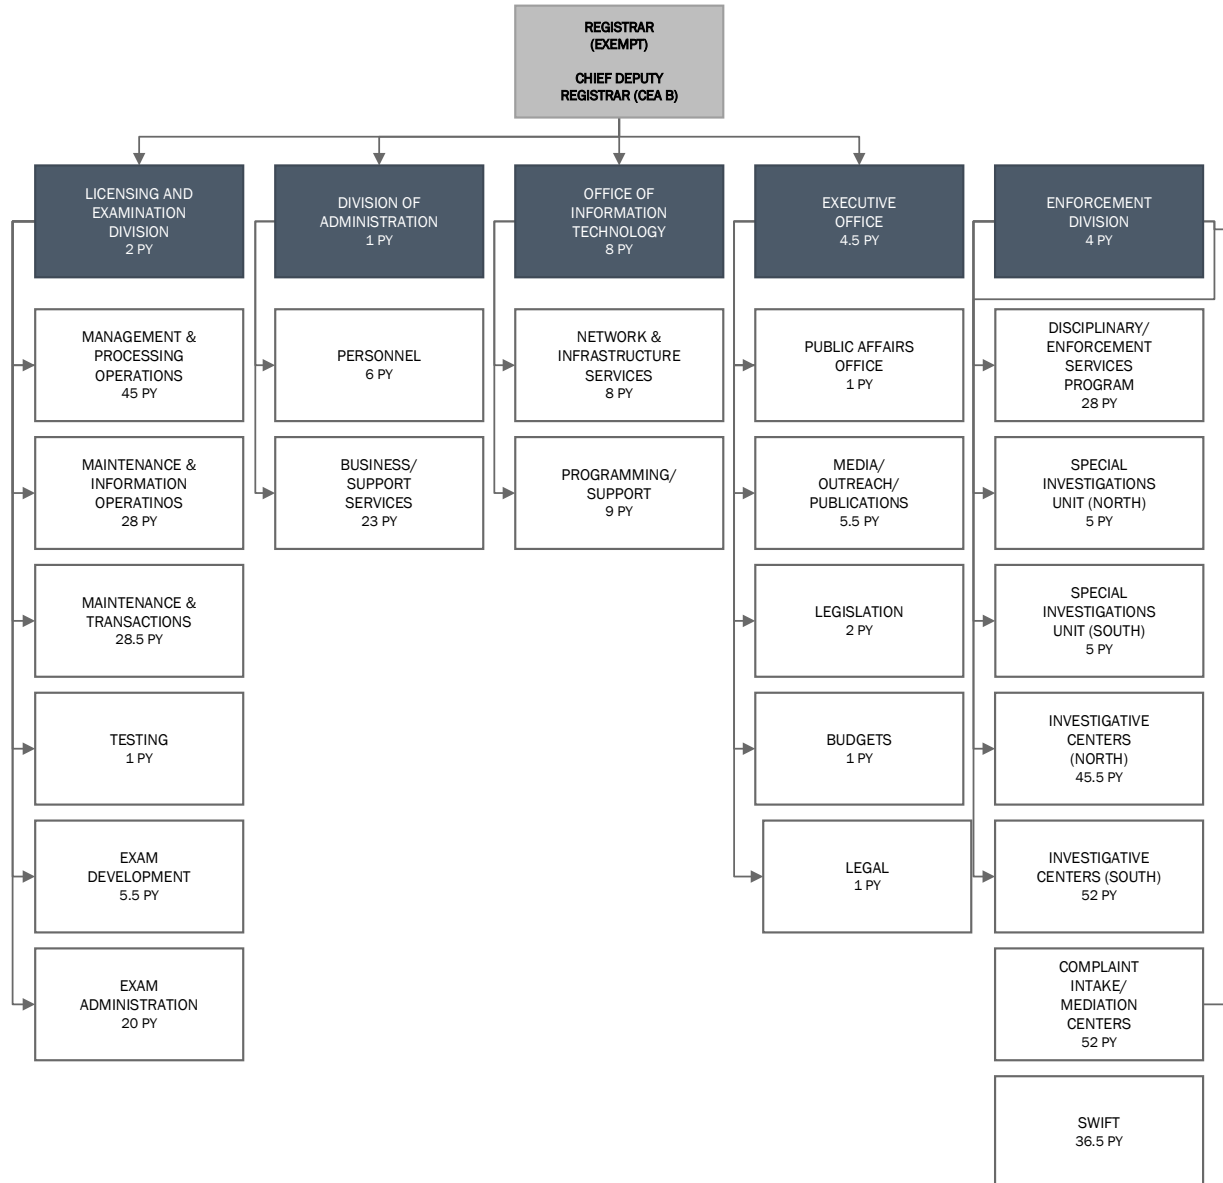 REGISTRAR
(EXEMPT)
CHIEF DEPUTY
REGISTRAR (CEA B)
LICENSING AND
EXAMINATION
DIVISION
2 PY
DIVISION OF
ADMINISTRATION
1 PY
OFFICE OF
INFORMATION
TECHNOLOGY
8 PY
EXECUTIVE
OFFICE
4.5 PY
ENFORCEMENT
DIVISION
4 PY
MANAGEMENT &
PROCESSING
OPERATIONS
45 PY
PERSONNEL
6 PY
NETWORK &
INFRASTRUCTURE
SERVICES
8 PY
PUBLIC AFFAIRS
OFFICE
1 PY
DISCIPLINARY/
ENFORCEMENT
SERVICES
PROGRAM
28 PY
MAINTENANCE &
INFORMATION
OPERATINOS
28 PY
BUSINESS/
SUPPORT
SERVICES
23 PY
PROGRAMMING/
SUPPORT
9 PY
MEDIA/
OUTREACH/
PUBLICATIONS
5.5 PY
SPECIAL
INVESTIGATIONS
UNIT (NORTH)
5 PY
MAINTENANCE &
TRANSACTIONS
28.5 PY
LEGISLATION
2 PY
SPECIAL
INVESTIGATIONS
UNIT (SOUTH)
5 PY
TESTING
1 PY
BUDGETS
1 PY
INVESTIGATIVE
CENTERS
(NORTH)
45.5 PY
EXAM
DEVELOPMENT
5.5 PY
LEGAL
1 PY
INVESTIGATIVE
CENTERS (SOUTH)
52 PY
EXAM
ADMINISTRATION
20 PY
COMPLAINT
INTAKE/
MEDIATION
CENTERS
52 PY
SWIFT
36.5 PY